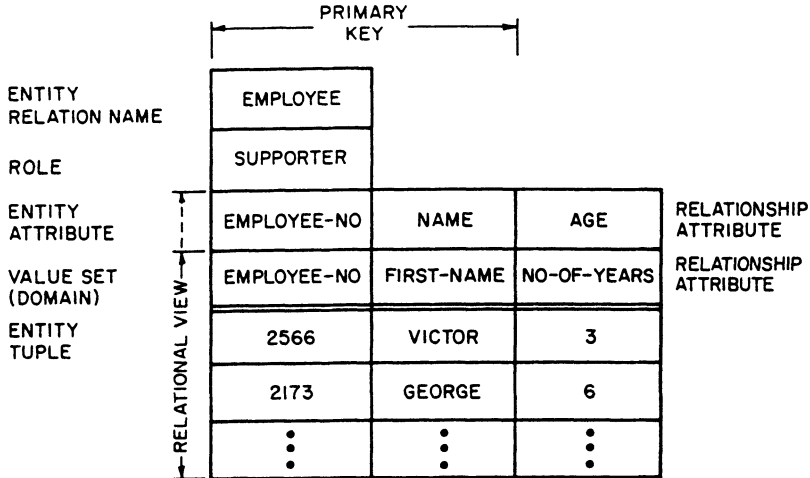 PRIMARY
KEY
ENTITY
RELATION NAME
EMPLOYEE
ROLE
SUPPORTER
ENTITY
ATTRIBUTE
EMPLOYEE-NO
NAME
AGE
RELATIONSHIP
ATTRIBUTE
VALUE SET
(DOMAIN)
EMPLOYEE-NO
FIRST-NAME
NO-OF-YEARS
RELATIONSHIP
ATTRIBUTE
ENTITY
TUPLE
2566
VICTOR
3
2173
GEORGE
6
RELATIONAL VIEW